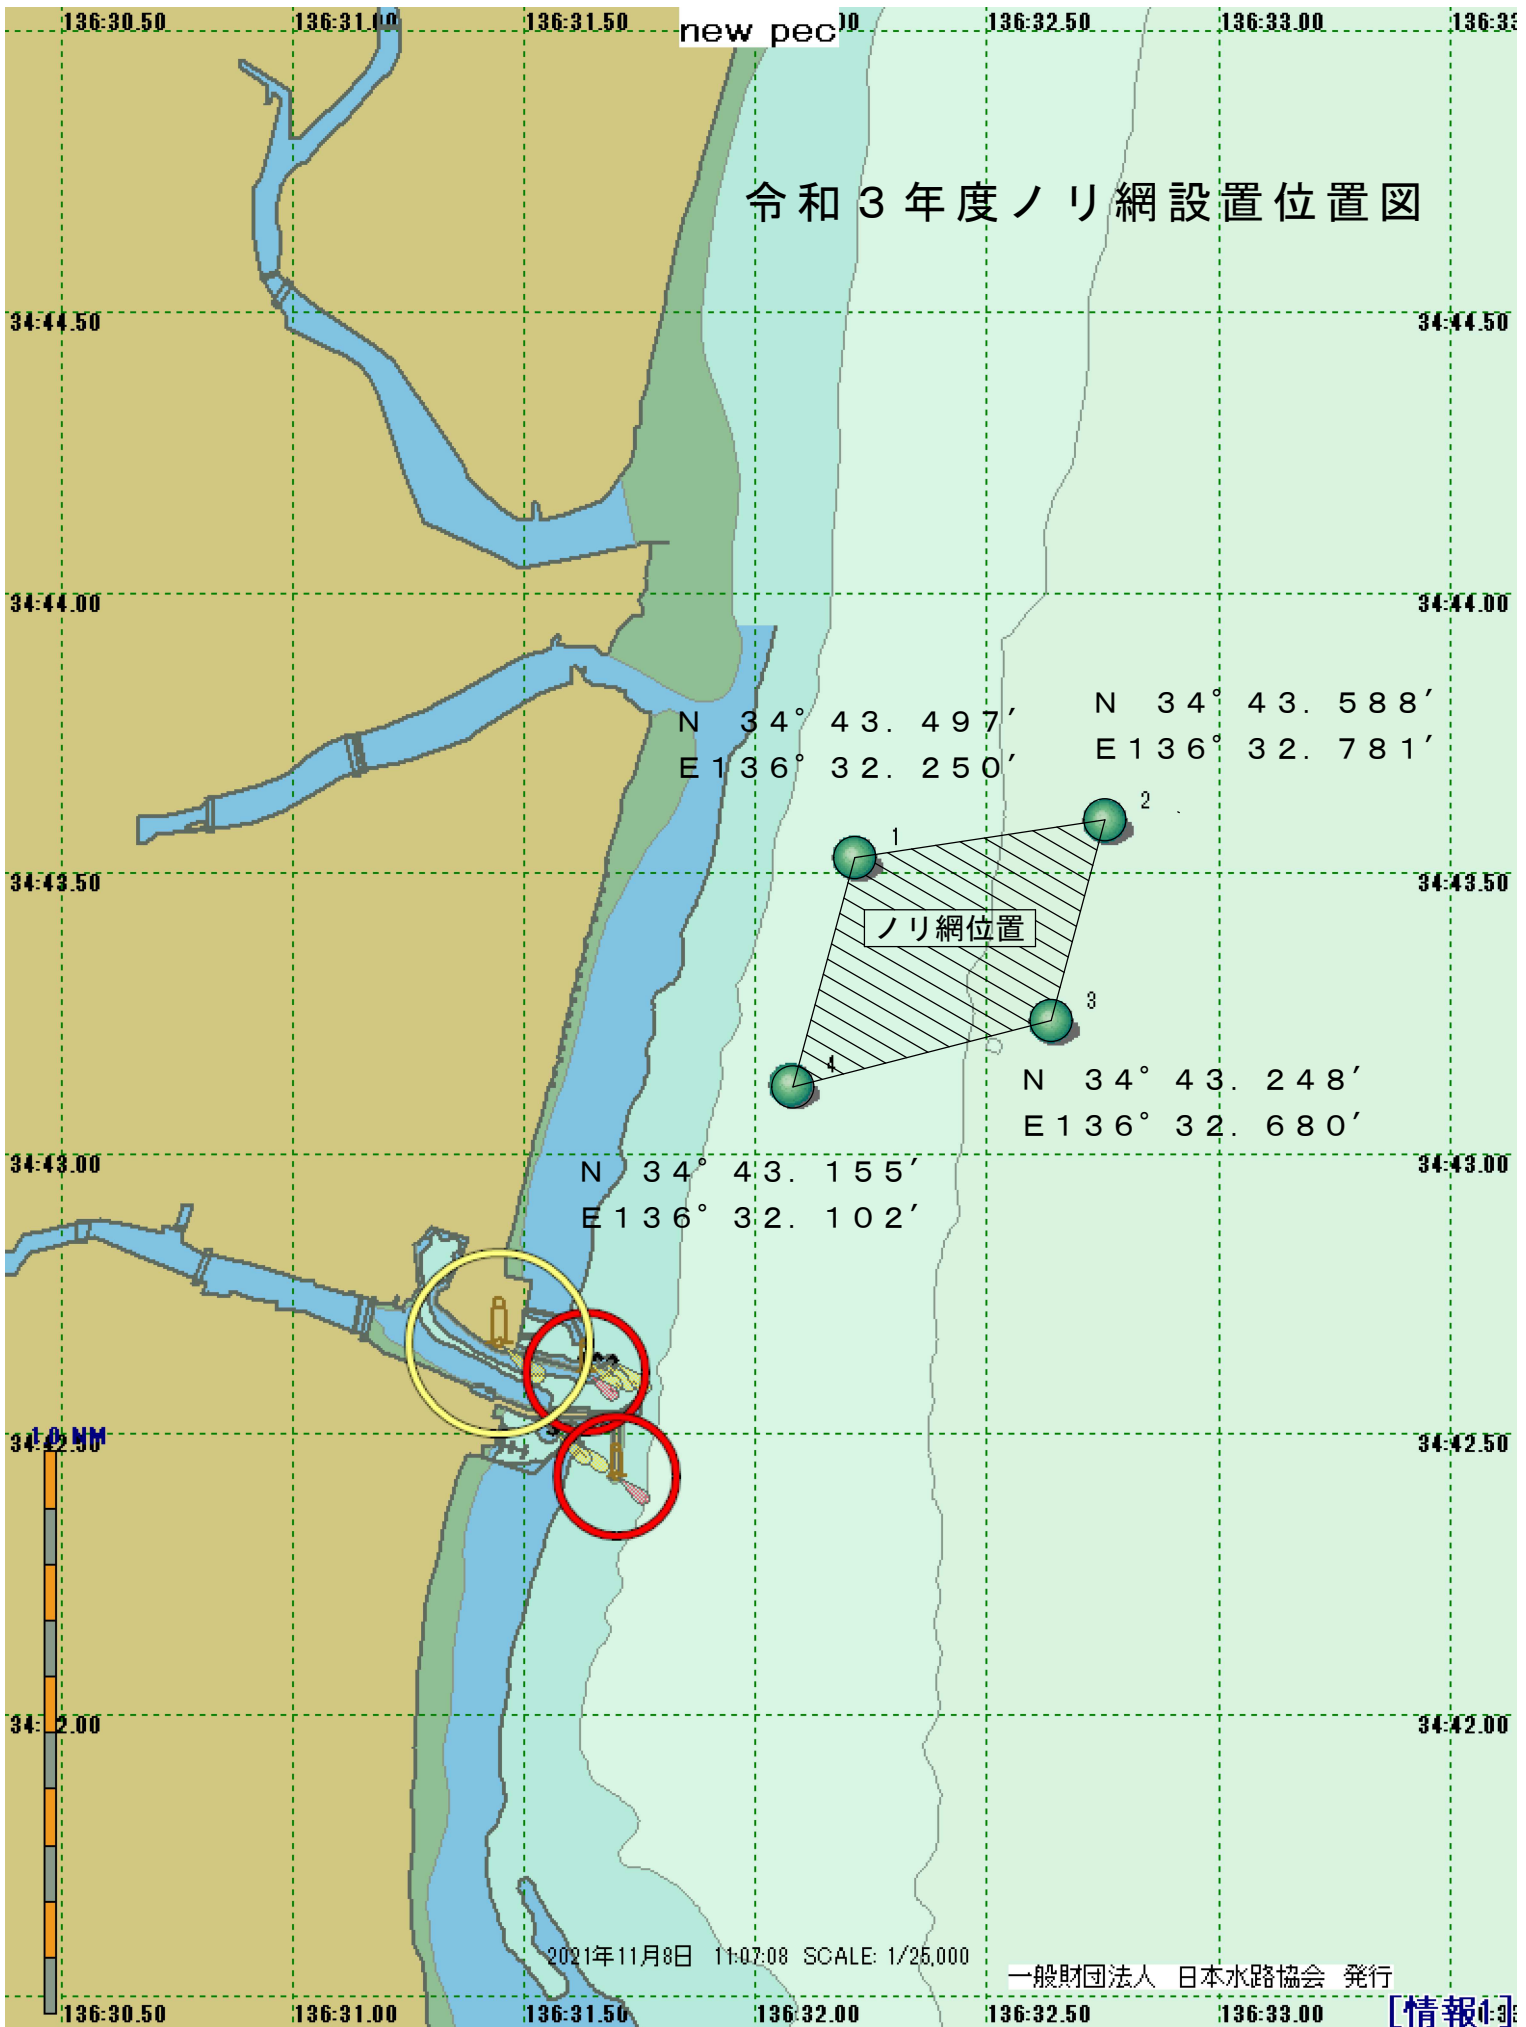 136:30.50 136:31.00 136:31.50 136:32.50 136:33.00
new pec
令和３年度ノリ網設置位置図
34:44.50 34:44.50
34:44.00 34:44.00
N 34° 43. 588′
E136° 32. 781′
N 34° 43. 497′
E136° 32. 250′
2
1
34:43.50 34:43.50
ノリ網位置
3
4
N 34° 43. 248′
E136° 32. 680′
34:43.00 34:43.00
N 34° 43. 155′
E136° 32. 102′
34:42.50
34:42.00
2021年11月8日 11:07:08 SCALE: 1/25,000
一般財団法人 日本水路協会 発行
[情報1]
136:30.50 136:31.00 136:31.50 136:32.00 136:32.50 136:33.00